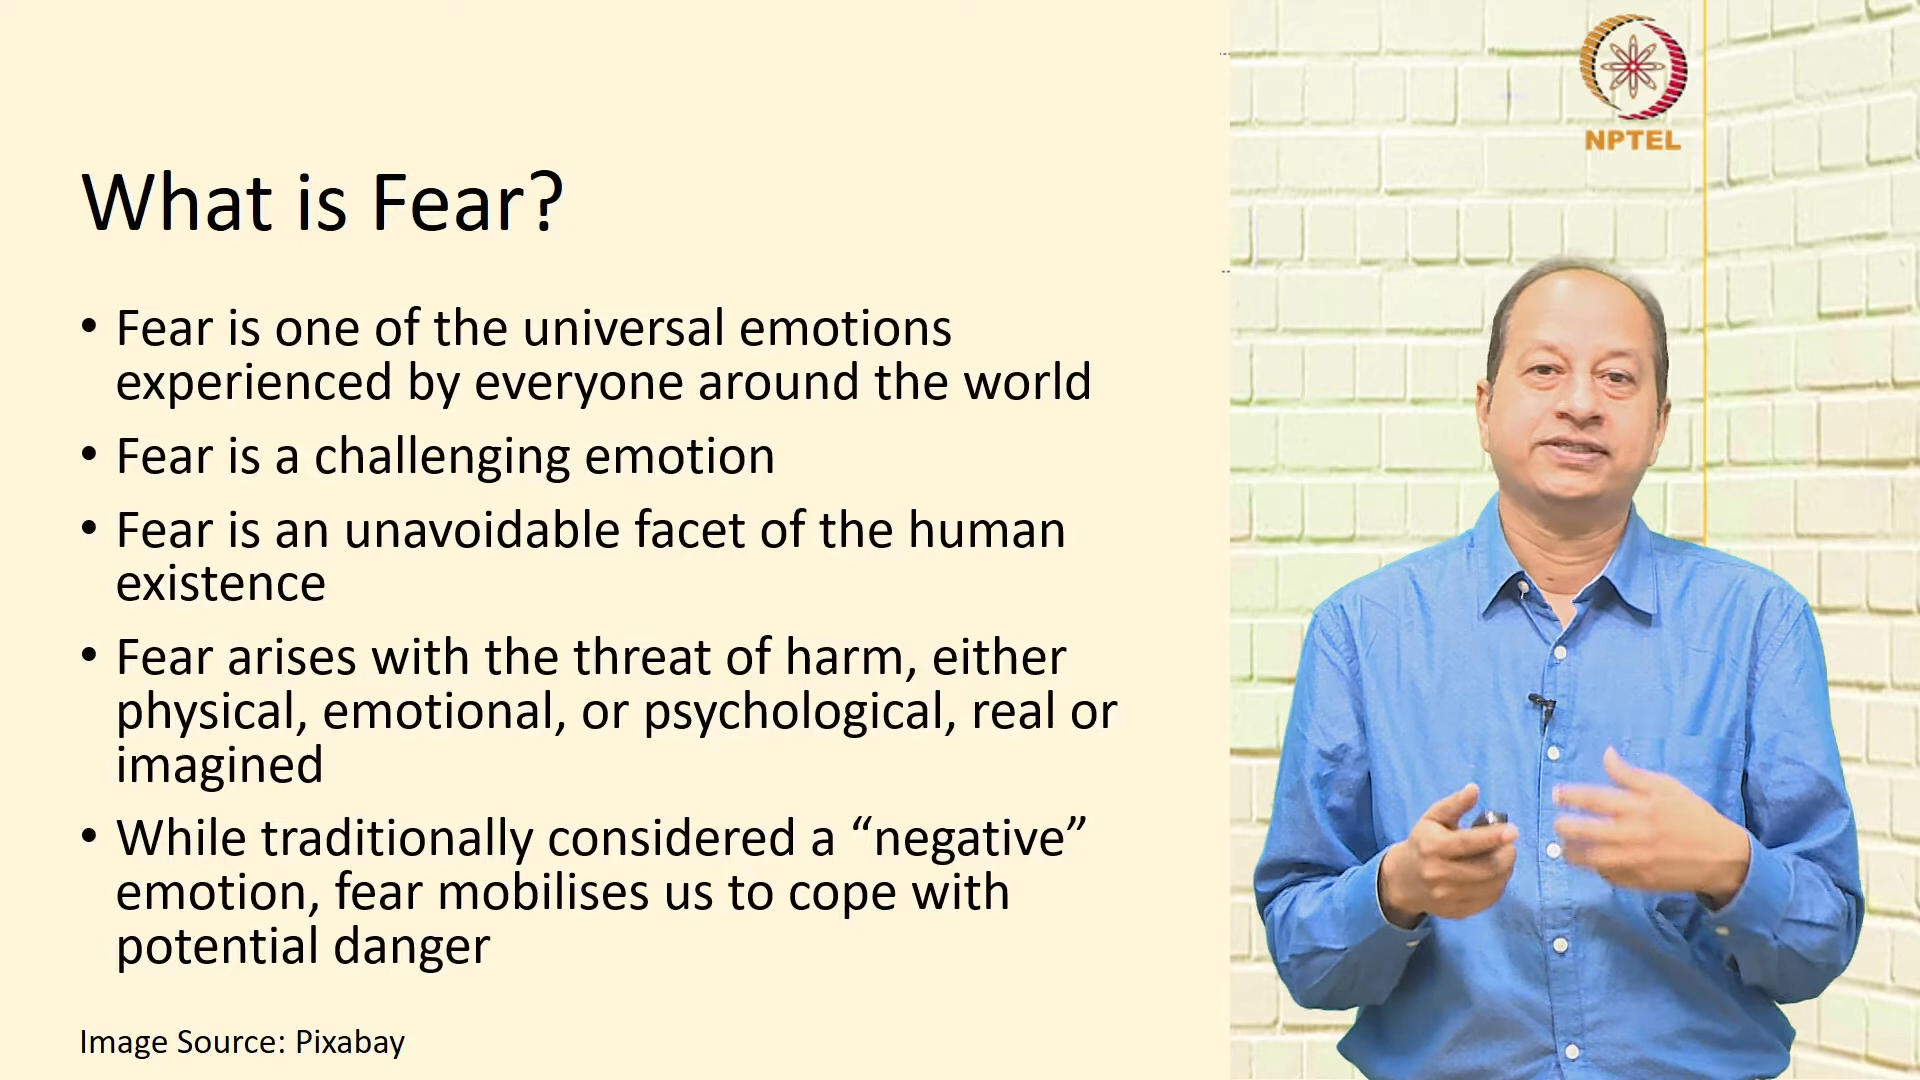 NPTEL
What is Fear?
• Fear is one of the universal emotions
experienced by everyone around the world
• Fear is a challenging emotion
• Fear is an unavoidable facet of the human
existence
• Fear arises with the threat of harm, either
physical, emotional, or psychological, real or
imagined
• While traditionally considered a “negative”
emotion, fear mobilises us to cope with
potential danger
Image Source: Pixabay